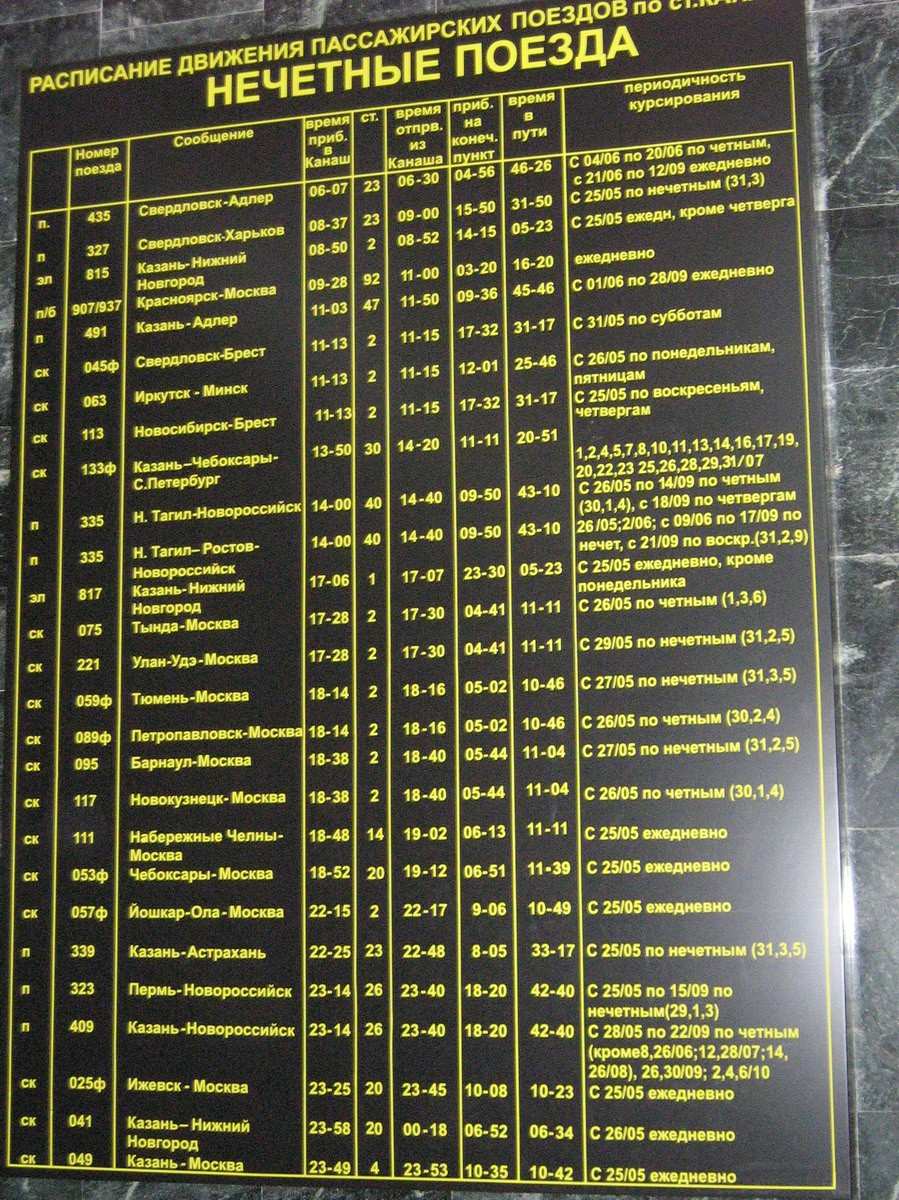 РАСПИСАНИЕ ДВИЖЕНИЯ ПАССАЖИРСКИХ ПОЕЗДОВ по ст.
НЕЧЕТНЫЕ ПОЕЗДА
Номер поезда Сообщение время приб. в Канаш ст. время отпрв. из Канаша приб. на конеч. пункт время в пути периодичность курсирования
п. 435 Свердловск-Адлер 06-07 23 06-30 04-56 46-26 С 04/06 по 20/06 по четным,
с 21/06 по 12/09 ежедневно
п 327 Свердловск-Харьков 08-37 23 09-00 15-50 31-50 С 25/05 по нечетным (31,3)
эл 815 Казань-Нижний 08-50 2 08-52 14-15 05-23 С 25/05 ежедн, кроме четверга
Новгород
п/б 907/937 Красноярск-Москва 09-28 92 11-00 03-20 16-20 ежедневно
п 491 Казань-Адлер 11-03 47 11-50 09-36 45-46 С 01/06 по 28/09 ежедневно
ск 045ф Свердловск-Брест 11-13 2 11-15 17-32 31-17 С 31/05 по субботам
ск 063 Иркутск - Минск 11-13 2 11-15 12-01 25-46 С 26/05 по понедельникам,
пятницам
ск 113 Новосибирск-Брест 11-13 2 11-15 17-32 31-17 С 25/05 по воскресеньям,
четвергам
ск 133ф Казань–Чебоксары- 13-50 30 14-20 11-11 20-51 1,2,4,5,7,8,10,11,13,14,16,17,19,
С.Петербург 20,22,23 25,26,28,29,31/07
п 335 Н. Тагил-Новороссийск 14-00 40 14-40 09-50 43-10 С 26/05 по 14/09 по четным
(30,1,4), с 18/09 по четвергам
п 335 Н. Тагил– Ростов- 14-00 40 14-40 09-50 43-10 26/05;2/06; с 09/06 по 17/09 по
Новороссийск нечет, с 21/09 по воскр.(31,2,9)
эл 817 Казань-Нижний 17-06 1 17-07 23-30 05-23 С 25/05 ежедневно, кроме
Новгород понедельника
ск 075 Тында-Москва 17-28 2 17-30 04-41 11-11 С 26/05 по четным (1,3,6)
ск 221 Улан-Удэ-Москва 17-28 2 17-30 04-41 11-11 С 29/05 по нечетным (31,2,5)
ск 059ф Тюмень-Москва 18-14 2 18-16 05-02 10-46 С 27/05 по нечетным (31,3,5)
ск 089ф Петропавловск-Москва 18-14 2 18-16 05-02 10-46 С 26/05 по четным (30,2,4)
ск 095 Барнаул-Москва 18-38 2 18-40 05-44 11-04 С 27/05 по нечетным (31,2,5)
ск 117 Новокузнецк- Москва 18-38 2 18-40 05-44 11-04 С 26/05 по четным (30,1,4)
ск 111 Набережные Челны- 18-48 14 19-02 06-13 11-11 С 25/05 ежедневно
Москва
ск 053ф Чебоксары-Москва 18-52 20 19-12 06-51 11-39 С 25/05 ежедневно
ск 057ф Йошкар-Ола - Москва 22-15 2 22-17 9-06 10-49 С 25/05 ежедневно
п 339 Казань-Астрахань 22-25 23 22-48 8-05 33-17 С 25/05 по нечетным (31,3,5)
п 323 Пермь-Новороссийск 23-14 26 23-40 18-20 42-40 С 25/05 по 15/09 по
нечетным(29,1,3)
п 409 Казань-Новороссийск 23-14 26 23-40 18-20 42-40 С 28/05 по 22/09 по четным
(кроме8,26/06;12,28/07;14,
26/08), 26,30/09; 2,4,6/10
ск 025ф Ижевск - Москва 23-25 20 23-45 10-08 10-23 С 25/05 ежедневно
ск 041 Казань– Нижний 23-58 20 00-18 06-52 06-34 С 26/05 ежедневно
Новгород
ск 049 Казань-Москва 23-49 4 23-53 10-35 10-42 С 25/05 ежедневно